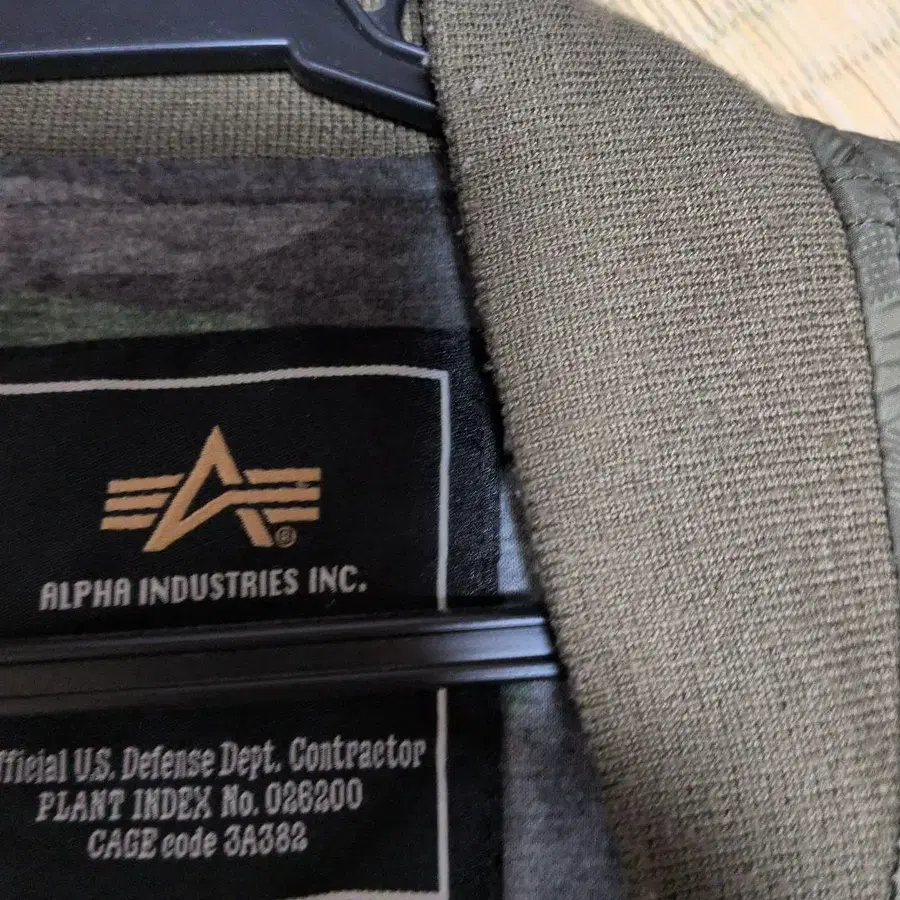 ALPHA INDUSTRIES INC.
fficial U.S. Defense Dept. Contractor
PLANT INDEX No. 026200
CAGE code 3A382